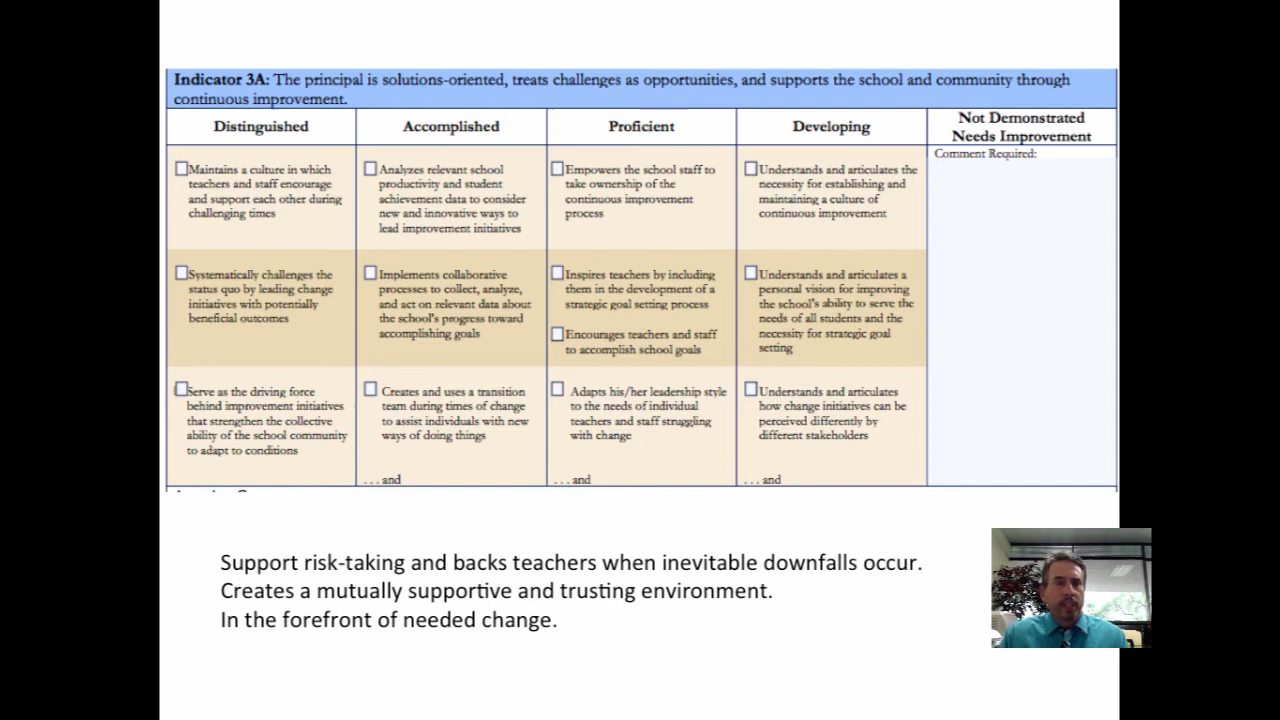 Indicator 3A: The principal is solutions-oriented, treats challenges as opportunities, and supports the school and community through
continuous improvement.
Distinguished
Accomplished
Proficient
Developing
Not Demonstrated
Needs Improvement
Maintains a culture in which
teachers and staff encourage
and support each other during
challenging times
Analyzes relevant school
productivity and student
achievement data to consider
new and innovative ways to
lead improvement initiatives
Empowers the school staff to
take ownership of the
continuous improvement
process
Understands and articulates the
necessity for establishing and
maintaining a culture of
continuous improvement
Comment Required:
Systematically challenges the
status quo by leading change
initiatives with potentially
beneficial outcomes
Implements collaborative
processes to collect, analyze,
and act on relevant data about
the school's progress toward
accomplishing goals
Inspires teachers by including
them in the development of a
strategic goal setting process
Encourages teachers and staff
to accomplish school goals
Understands and articulates a
personal vision for improving
the school's ability to serve the
needs of all students and the
necessity for strategic goal
setting
Serve as the driving force
behind improvement initiatives
that strengthen the collective
ability of the school community
to adapt to conditions
Creates and uses a transition
team during times of change
to assist individuals with new
ways of doing things
. . . and
Adapts his/her leadership style
to the needs of individual
teachers and staff struggling
with change
. . . and
Understands and articulates
how change initiatives can be
perceived differently by
different stakeholders
. . . and
Support risk-taking and backs teachers when inevitable downfalls occur.
Creates a mutually supportive and trusting environment.
In the forefront of needed change.